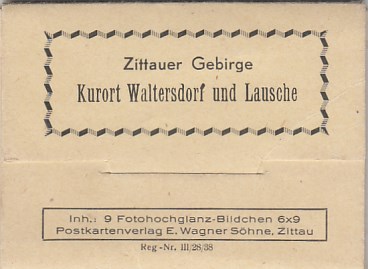 Zittauer Gebirge
Kurort Waltersdorf und Lausche
Inh.: 9 Fotohochglanz-Bildchen 6x9
Postkartenverlag E. Wagner Söhne, Zittau
Reg-Nr. III/28/38